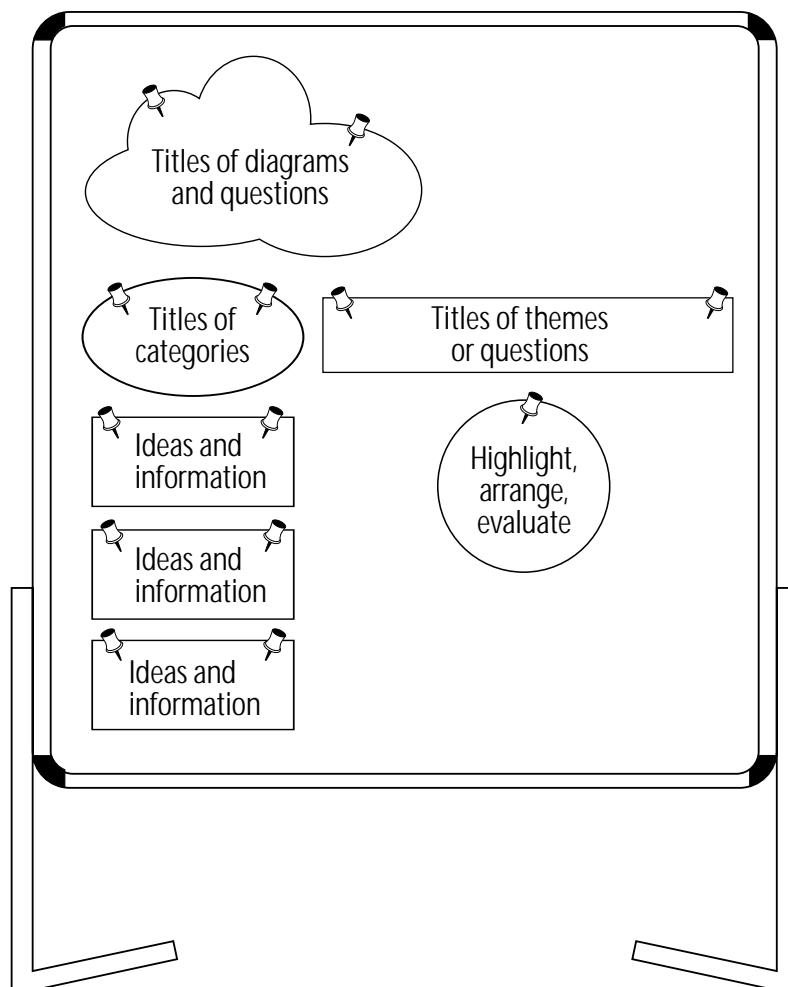 Titles of diagrams
and questions
Titles of
categories
Titles of themes
or questions
Ideas and
information
Highlight,
arrange,
evaluate
Ideas and
information
Ideas and
information